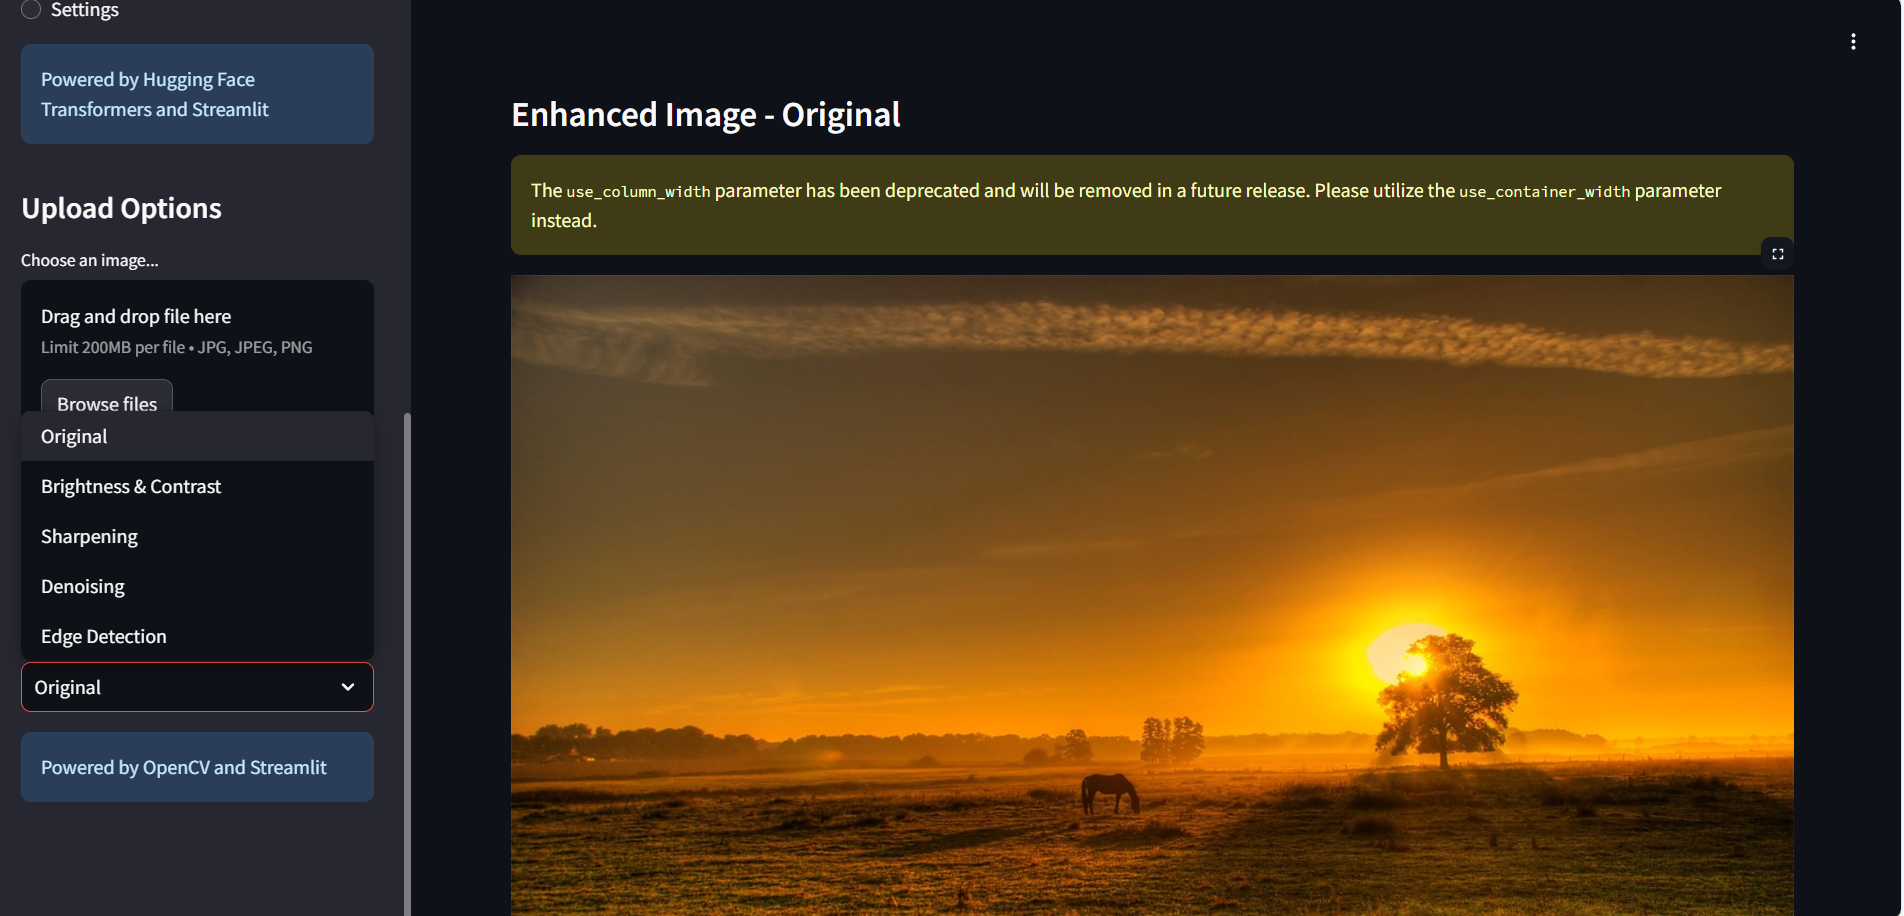 Settings
Powered by Hugging Face
Transformers and Streamlit
Upload Options
Choose an image...
Drag and drop file here
Limit 200MB per file • JPG, JPEG, PNG
Browse files
Original
Brightness & Contrast
Sharpening
Denoising
Edge Detection
Original
Powered by OpenCV and Streamlit
Enhanced Image - Original
The use_column_width parameter has been deprecated and will be removed in a future release. Please utilize the use_container_width parameter
instead.